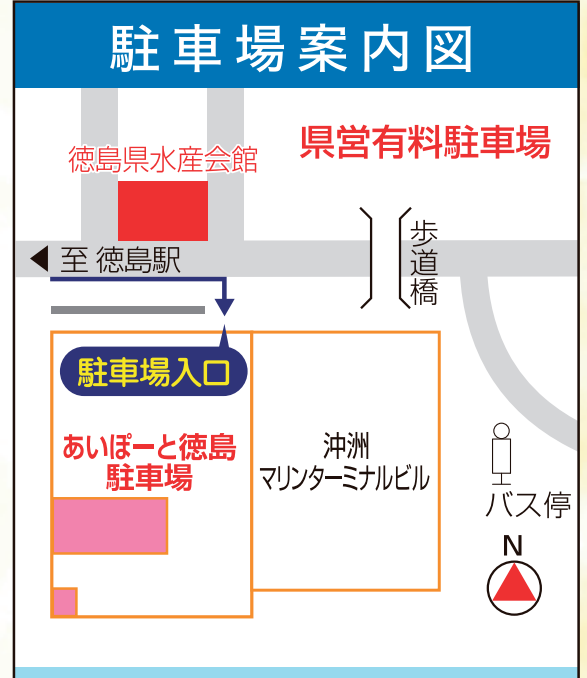 駐車場案内図
県営有料駐車場
徳島県水産会館
歩道橋
至 徳島駅
駐車場入口
あいぽーと徳島
駐車場
沖洲
マリンターミナルビル
バス停
N